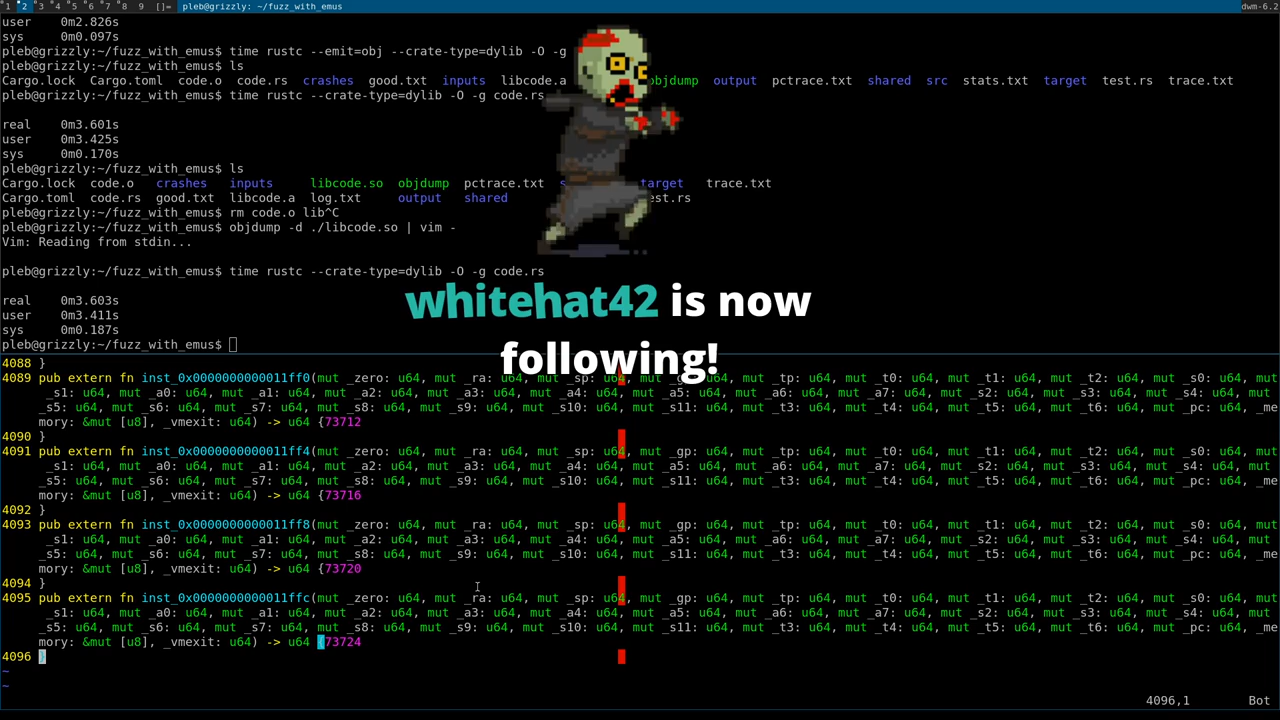 1 2 3 4 5 6 7 8 9 []= pleb@grizzly: ~/fuzz_with_emus dwm-6.2
user 0m2.826s
sys 0m0.097s
pleb@grizzly:~/fuzz_with_emus$ time rustc --emit=obj --crate-type=dylib -O -g
pleb@grizzly:~/fuzz_with_emus$ ls
Cargo.lock Cargo.toml code.o code.rs crashes good.txt inputs libcode.a objdump output pctrace.txt shared src stats.txt target test.rs trace.txt
pleb@grizzly:~/fuzz_with_emus$ time rustc --crate-type=dylib -O -g code.rs
real 0m3.601s
user 0m3.425s
sys 0m0.170s
pleb@grizzly:~/fuzz_with_emus$ ls
Cargo.lock code.o crashes inputs libcode.so objdump pctrace.txt target trace.txt
Cargo.toml code.rs good.txt libcode.a log.txt output shared
pleb@grizzly:~/fuzz_with_emus$ rm code.o lib^C
pleb@grizzly:~/fuzz_with_emus$ objdump -d ./libcode.so | vim -
Vim: Reading from stdin...
pleb@grizzly:~/fuzz_with_emus$ time rustc --crate-type=dylib -O -g code.rs
real 0m3.603s
user 0m3.411s
sys 0m0.187s
pleb@grizzly:~/fuzz_with_emus$
whitehat42 is now
following!
4088 }
4089 pub extern fn inst_0x0000000000011ff0(mut _zero: u64, mut _ra: u64, mut _sp: u64, mut _gp: u64, mut _tp: u64, mut _t0: u64, mut _t1: u64, mut _t2: u64, mut _s0: u64, mut
_s1: u64, mut _a0: u64, mut _a1: u64, mut _a2: u64, mut _a3: u64, mut _a4: u64, mut _a5: u64, mut _a6: u64, mut _a7: u64, mut _s2: u64, mut _s3: u64, mut _s4: u64, mut
_s5: u64, mut _s6: u64, mut _s7: u64, mut _s8: u64, mut _s9: u64, mut _s10: u64, mut _s11: u64, mut _t3: u64, mut _t4: u64, mut _t5: u64, mut _t6: u64, mut _pc: u64, _me
mory: &mut [u8], _vmexit: u64) -> u64 {73712
4090 }
4091 pub extern fn inst_0x0000000000011ff4(mut _zero: u64, mut _ra: u64, mut _sp: u64, mut _gp: u64, mut _tp: u64, mut _t0: u64, mut _t1: u64, mut _t2: u64, mut _s0: u64, mut
_s1: u64, mut _a0: u64, mut _a1: u64, mut _a2: u64, mut _a3: u64, mut _a4: u64, mut _a5: u64, mut _a6: u64, mut _a7: u64, mut _s2: u64, mut _s3: u64, mut _s4: u64, mut
_s5: u64, mut _s6: u64, mut _s7: u64, mut _s8: u64, mut _s9: u64, mut _s10: u64, mut _s11: u64, mut _t3: u64, mut _t4: u64, mut _t5: u64, mut _t6: u64, mut _pc: u64, _me
mory: &mut [u8], _vmexit: u64) -> u64 {73716
4092 }
4093 pub extern fn inst_0x0000000000011ff8(mut _zero: u64, mut _ra: u64, mut _sp: u64, mut _gp: u64, mut _tp: u64, mut _t0: u64, mut _t1: u64, mut _t2: u64, mut _s0: u64, mut
_s1: u64, mut _a0: u64, mut _a1: u64, mut _a2: u64, mut _a3: u64, mut _a4: u64, mut _a5: u64, mut _a6: u64, mut _a7: u64, mut _s2: u64, mut _s3: u64, mut _s4: u64, mut
_s5: u64, mut _s6: u64, mut _s7: u64, mut _s8: u64, mut _s9: u64, mut _s10: u64, mut _s11: u64, mut _t3: u64, mut _t4: u64, mut _t5: u64, mut _t6: u64, mut _pc: u64, _me
mory: &mut [u8], _vmexit: u64) -> u64 {73720
4094 }
4095 pub extern fn inst_0x0000000000011ffc(mut _zero: u64, mut _ra: u64, mut _sp: u64, mut _gp: u64, mut _tp: u64, mut _t0: u64, mut _t1: u64, mut _t2: u64, mut _s0: u64, mut
_s1: u64, mut _a0: u64, mut _a1: u64, mut _a2: u64, mut _a3: u64, mut _a4: u64, mut _a5: u64, mut _a6: u64, mut _a7: u64, mut _s2: u64, mut _s3: u64, mut _s4: u64, mut
_s5: u64, mut _s6: u64, mut _s7: u64, mut _s8: u64, mut _s9: u64, mut _s10: u64, mut _s11: u64, mut _t3: u64, mut _t4: u64, mut _t5: u64, mut _t6: u64, mut _pc: u64, _me
mory: &mut [u8], _vmexit: u64) -> u64 {73724
4096 }
~
~
4096,1 Bot